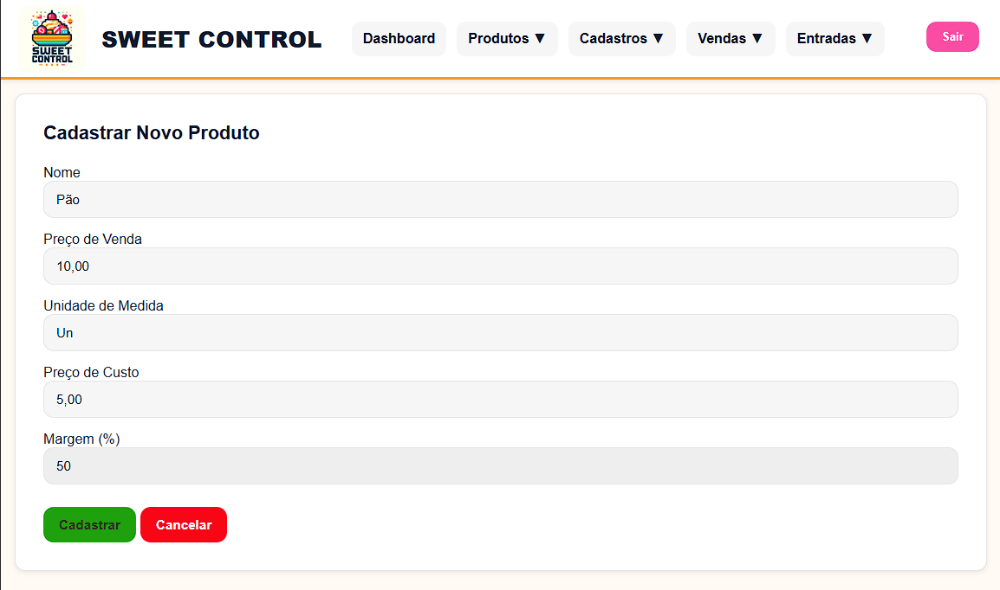 SWEET
CONTROL
SWEET CONTROL
Dashboard
Produtos ▼
Cadastros ▼
Vendas ▼
Entradas ▼
Sair
Cadastrar Novo Produto
Nome
Pão
Preço de Venda
10,00
Unidade de Medida
Un
Preço de Custo
5,00
Margem (%)
50
Cadastrar
Cancelar